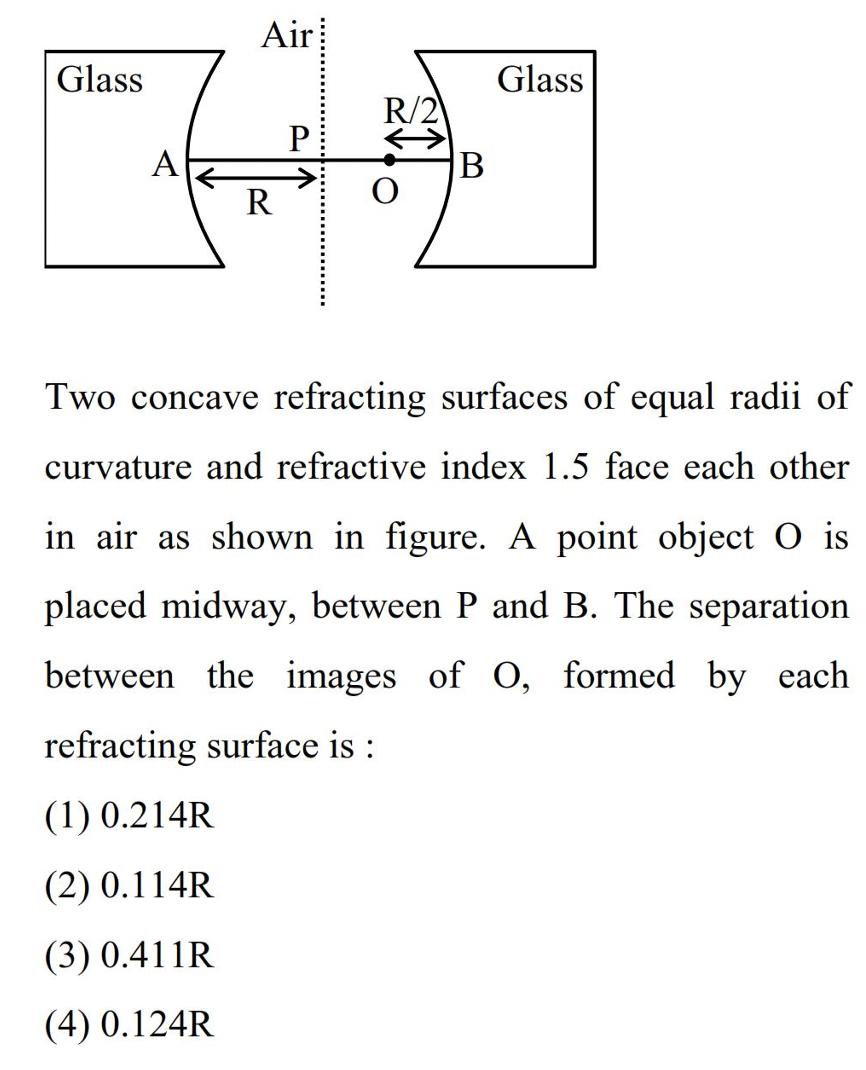 Air
Glass
Glass
R/2
P
A
B
O
R
Two concave refracting surfaces of equal radii of
curvature and refractive index 1.5 face each other
in air as shown in figure. A point object O is
placed midway, between P and B. The separation
between the images of O, formed by each
refracting surface is :
(1) 0.214R
(2) 0.114R
(3) 0.411R
(4) 0.124R